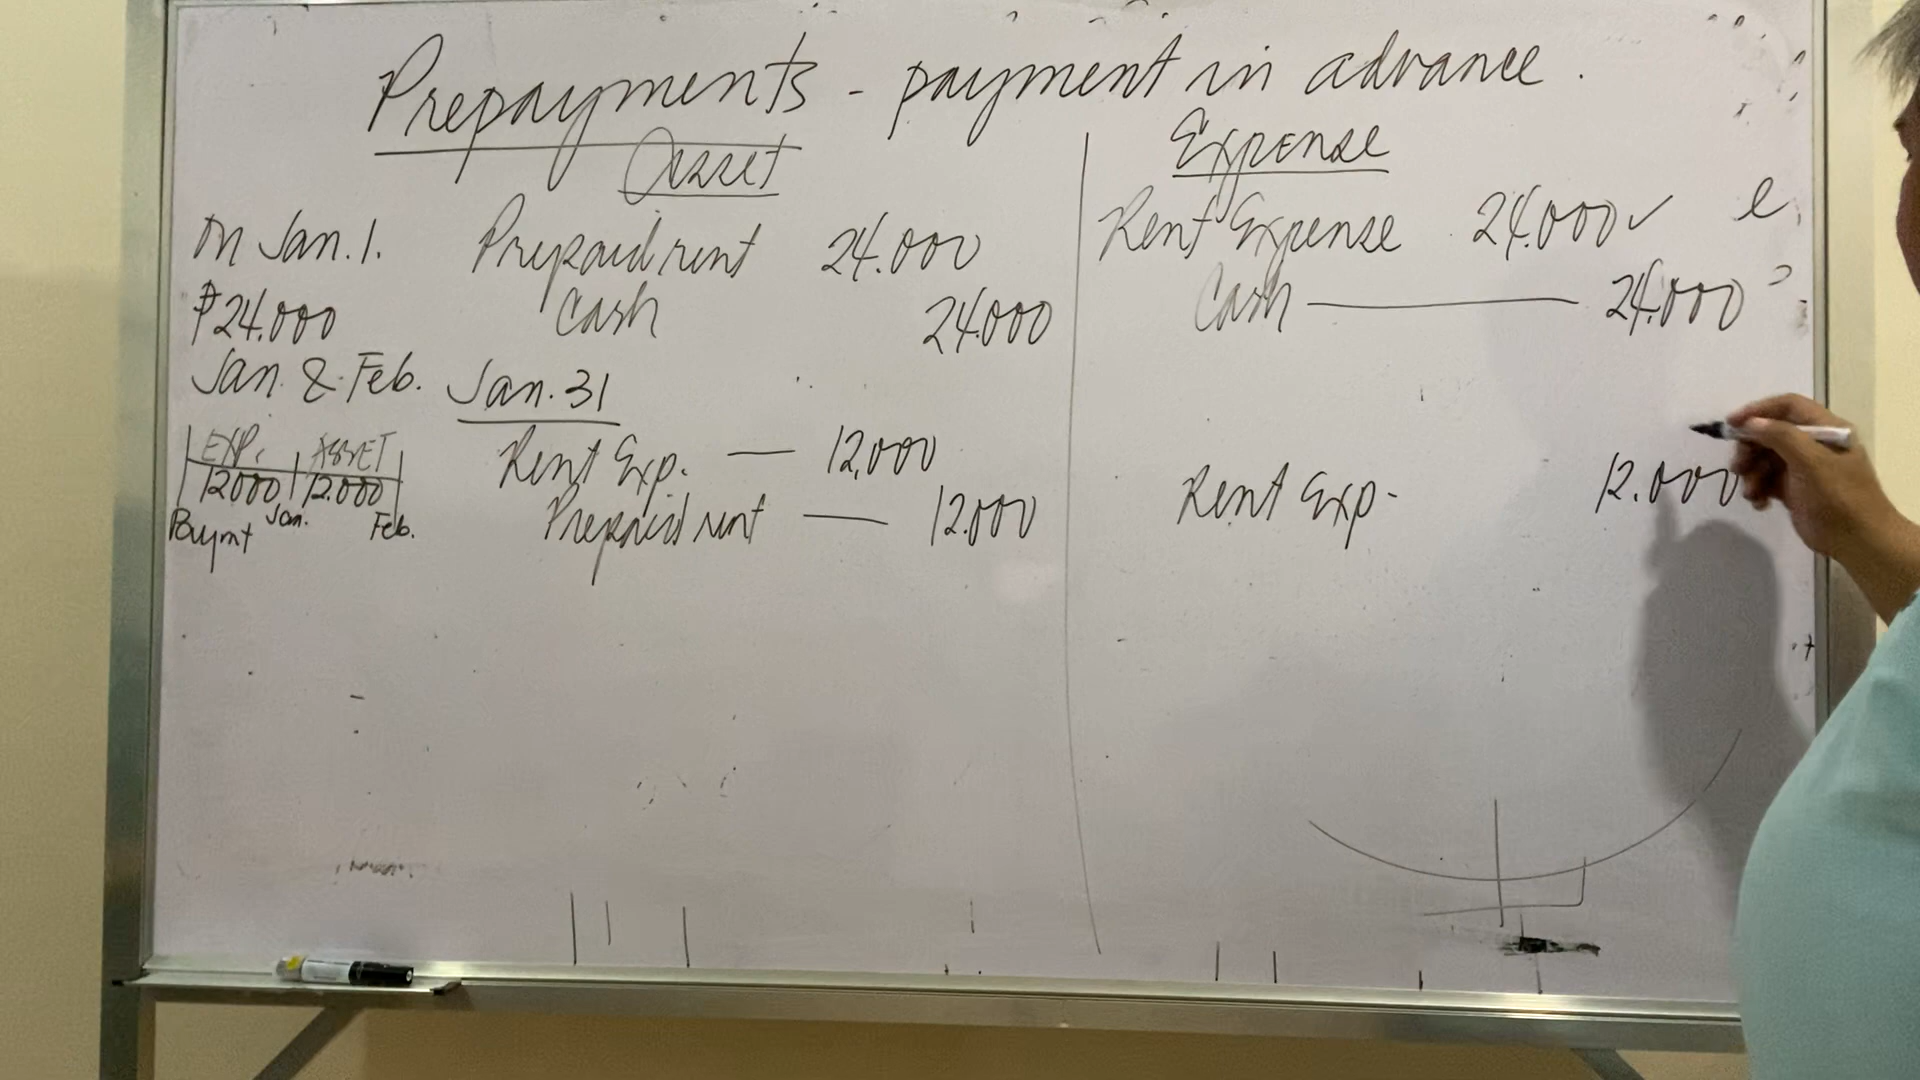 Prepayments - payment in advance.
Asset
On Jan. 1. Prepaid rent 24.000
₱24.000 Cash 24.000
Jan. & Feb. Jan. 31
EXP. ASSET
12000 12.000
Paymt Jan. Feb.
Rent Exp. — 12,000
Prepaid rent — 12.000
Expense
Rent Expense 24.000 ✓
Cash — 24.000
Rent Exp- 12.000